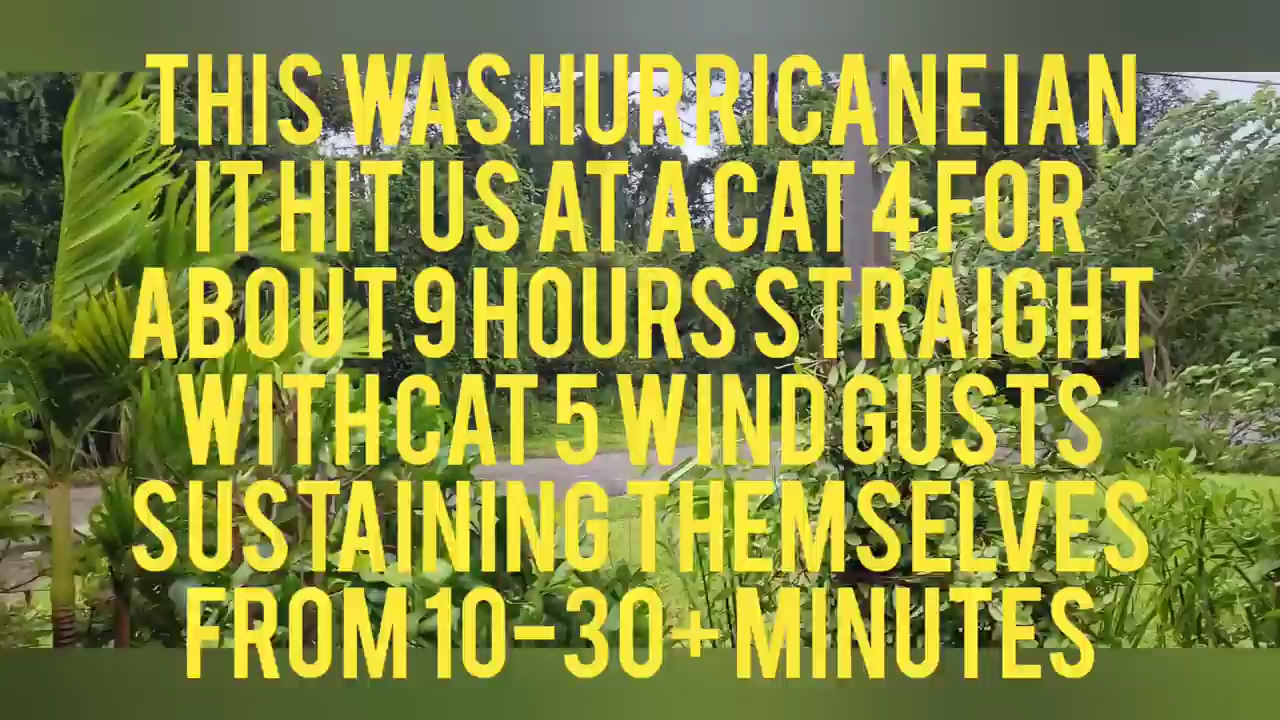 THIS WAS HURRICANE IAN
IT HIT US AT A CAT 4 FOR
ABOUT 9 HOURS STRAIGHT
WITH CAT 5 WIND GUSTS
SUSTAINING THEMSELVES
FROM 10-30+ MINUTES